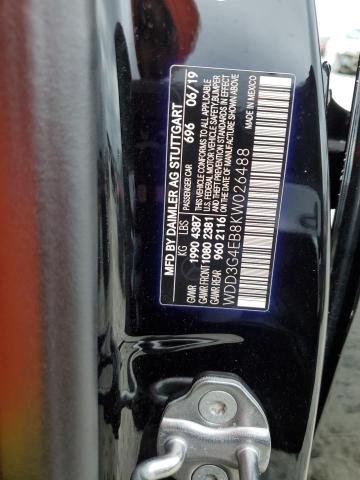 MFD BY DAIMLER AG STUTTGART
KG LBS PASSENGER CAR 696 06/19
GVWR 1990 4387 THIS VEHICLE CONFORMS TO ALL APPLICABLE
GAWR FRONT 1080 2381 U.S. FEDERAL MOTOR VEHICLE SAFETY,BUMPER
GAWR REAR 960 2116 AND THEFT PREVENTION STANDARDS IN EFFECT
ON THE DATE OF MANUFACTURE SHOWN ABOVE
WDD3G4EB8KW026488 MADE IN MEXICO